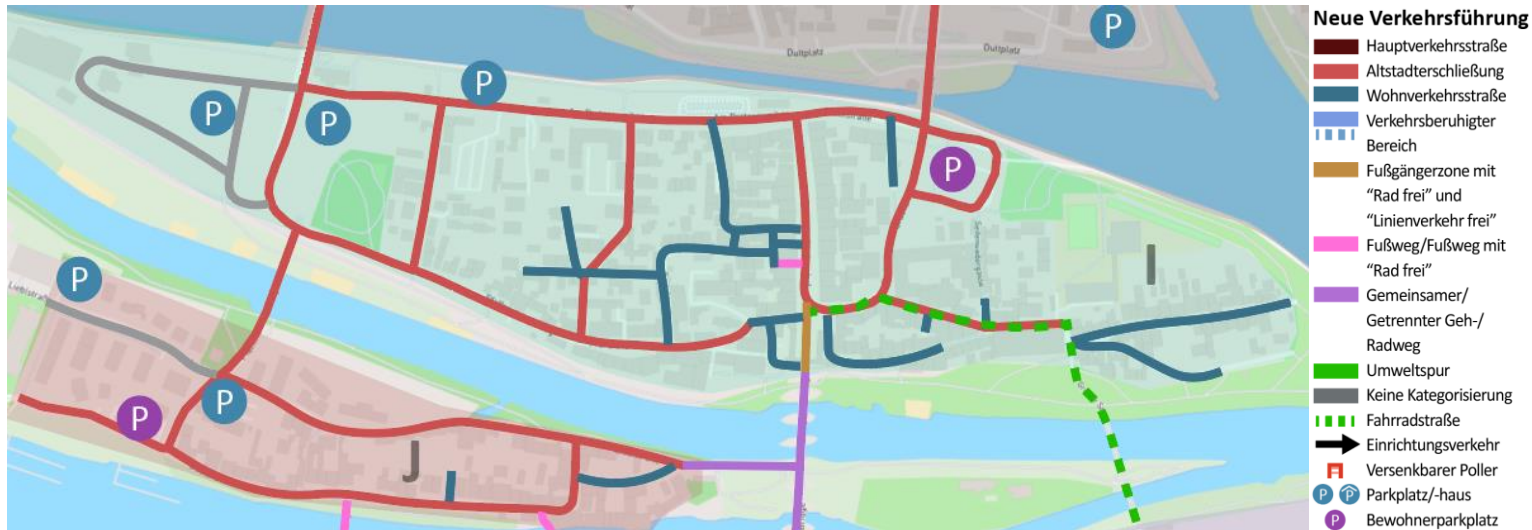 Neue Verkehrsführung
Hauptverkehrsstraße
Altstadterschließung
Wohnverkehrsstraße
Verkehrsberuhigter
Bereich
Fußgängerzone mit
“Rad frei” und
“Linienverkehr frei”
Fußweg/Fußweg mit
“Rad frei”
Gemeinsamer/
Getrennter Geh-/
Radweg
Umweltspur
Keine Kategorisierung
Fahrradstraße
Einrichtungsverkehr
Versenkbarer Poller
P P Parkplatz/-haus
P Bewohnerparkplatz
Dultplatz
Dultplatz
P
P
P
P
P
I
P
P
P
J